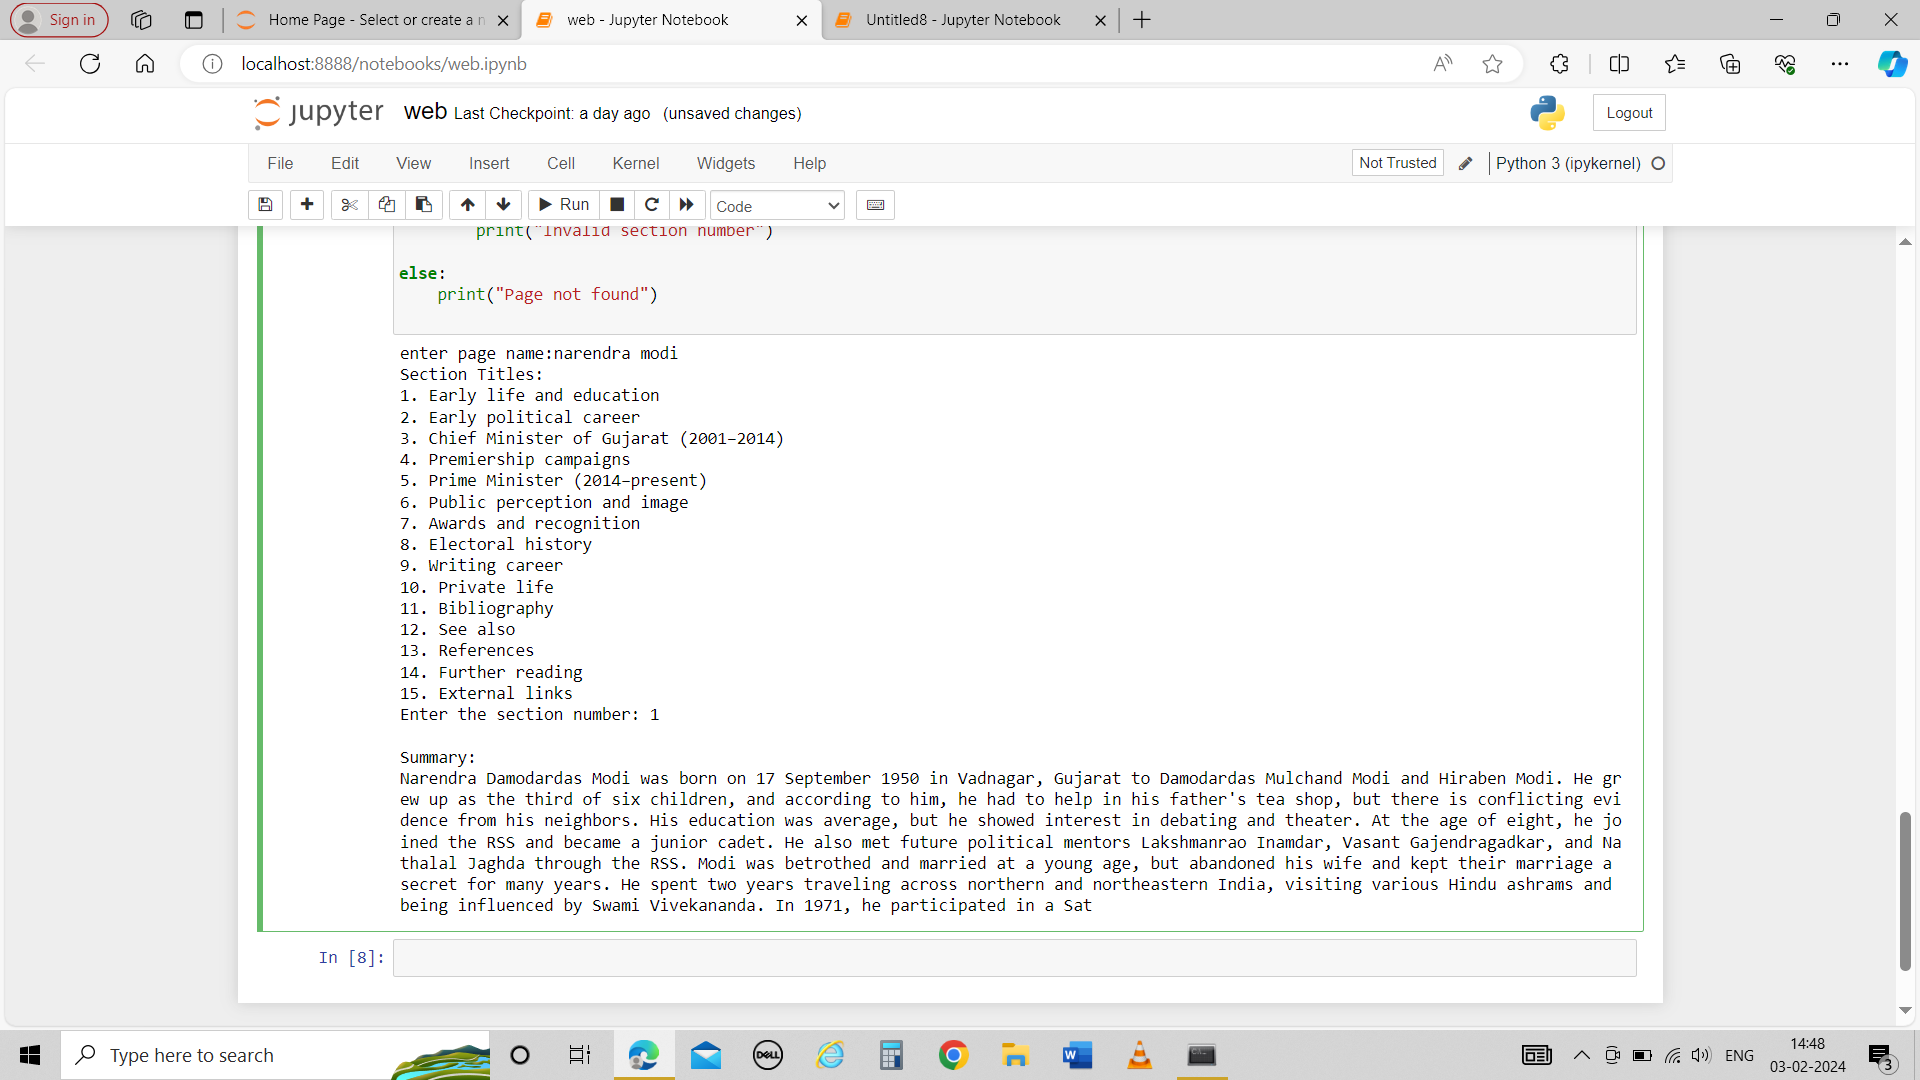 Sign in
Home Page - Select or create a n
web - Jupyter Notebook
Untitled8 - Jupyter Notebook
localhost:8888/notebooks/web.ipynb
jupyter web Last Checkpoint: a day ago (unsaved changes)
Logout
File Edit View Insert Cell Kernel Widgets Help
Not Trusted
Python 3 (ipykernel)
Run
Code
print("Invalid section number")
else:
print("Page not found")
enter page name:narendra modi
Section Titles:
1. Early life and education
2. Early political career
3. Chief Minister of Gujarat (2001–2014)
4. Premiership campaigns
5. Prime Minister (2014–present)
6. Public perception and image
7. Awards and recognition
8. Electoral history
9. Writing career
10. Private life
11. Bibliography
12. See also
13. References
14. Further reading
15. External links
Enter the section number: 1
Summary:
Narendra Damodardas Modi was born on 17 September 1950 in Vadnagar, Gujarat to Damodardas Mulchand Modi and Hiraben Modi. He gr
ew up as the third of six children, and according to him, he had to help in his father's tea shop, but there is conflicting evi
dence from his neighbors. His education was average, but he showed interest in debating and theater. At the age of eight, he jo
ined the RSS and became a junior cadet. He also met future political mentors Lakshmanrao Inamdar, Vasant Gajendragadkar, and Na
thalal Jaghda through the RSS. Modi was betrothed and married at a young age, but abandoned his wife and kept their marriage a
secret for many years. He spent two years traveling across northern and northeastern India, visiting various Hindu ashrams and
being influenced by Swami Vivekananda. In 1971, he participated in a Sat
In [8]:
Type here to search
DELL
ENG
14:48
03-02-2024
3